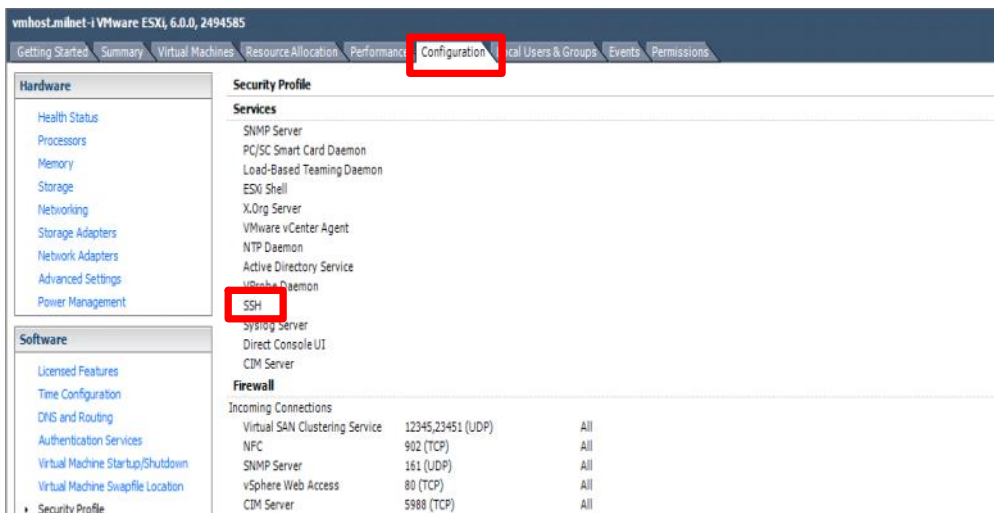 vmhost.milnet-i VMware ESXi, 6.0.0, 2494585
Getting Started Summary Virtual Machines Resource Allocation Performance Configuration Local Users & Groups Events Permissions
Hardware
Health Status
Processors
Memory
Storage
Networking
Storage Adapters
Network Adapters
Advanced Settings
Power Management
Software
Licensed Features
Time Configuration
DNS and Routing
Authentication Services
Virtual Machine Startup/Shutdown
Virtual Machine Swapfile Location
Security Profile
Security Profile
Services
SNMP Server
PC/SC Smart Card Daemon
Load-Based Teaming Daemon
ESXi Shell
X.Org Server
VMware vCenter Agent
NTP Daemon
Active Directory Service
VProbe Daemon
SSH
Syslog Server
Direct Console UI
CIM Server
Firewall
Incoming Connections
Virtual SAN Clustering Service 12345,23451 (UDP) All
NFC 902 (TCP) All
SNMP Server 161 (UDP) All
vSphere Web Access 80 (TCP) All
CIM Server 5988 (TCP) All